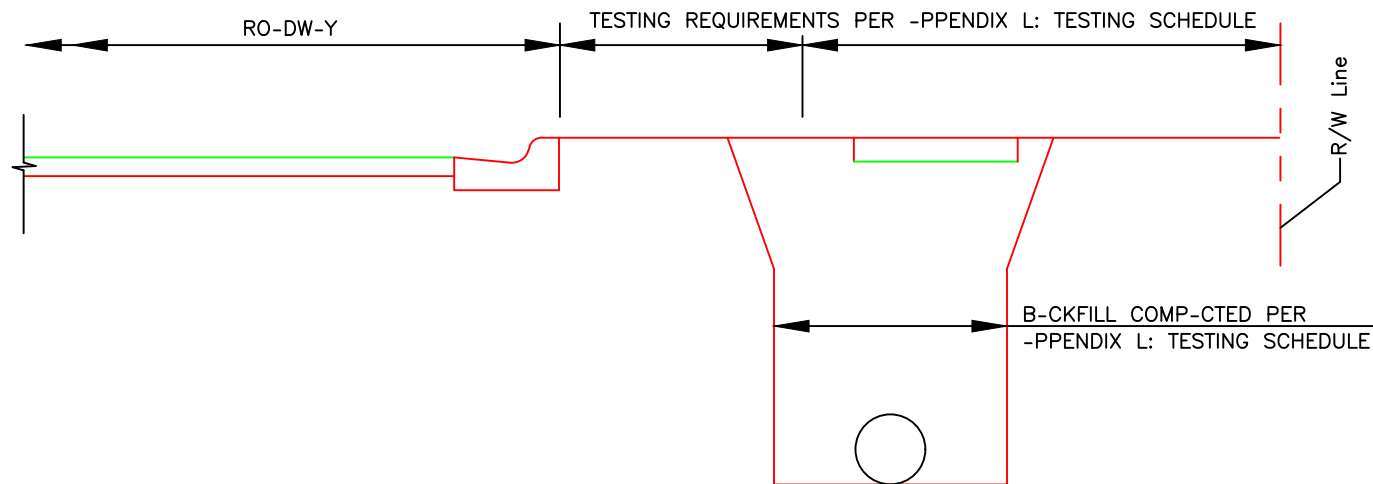 RO-DW-Y
TESTING REQUIREMENTS PER -PPENDIX L: TESTING SCHEDULE
R/W Line
B-CKFILL COMP-CTED PER
-PPENDIX L: TESTING SCHEDULE